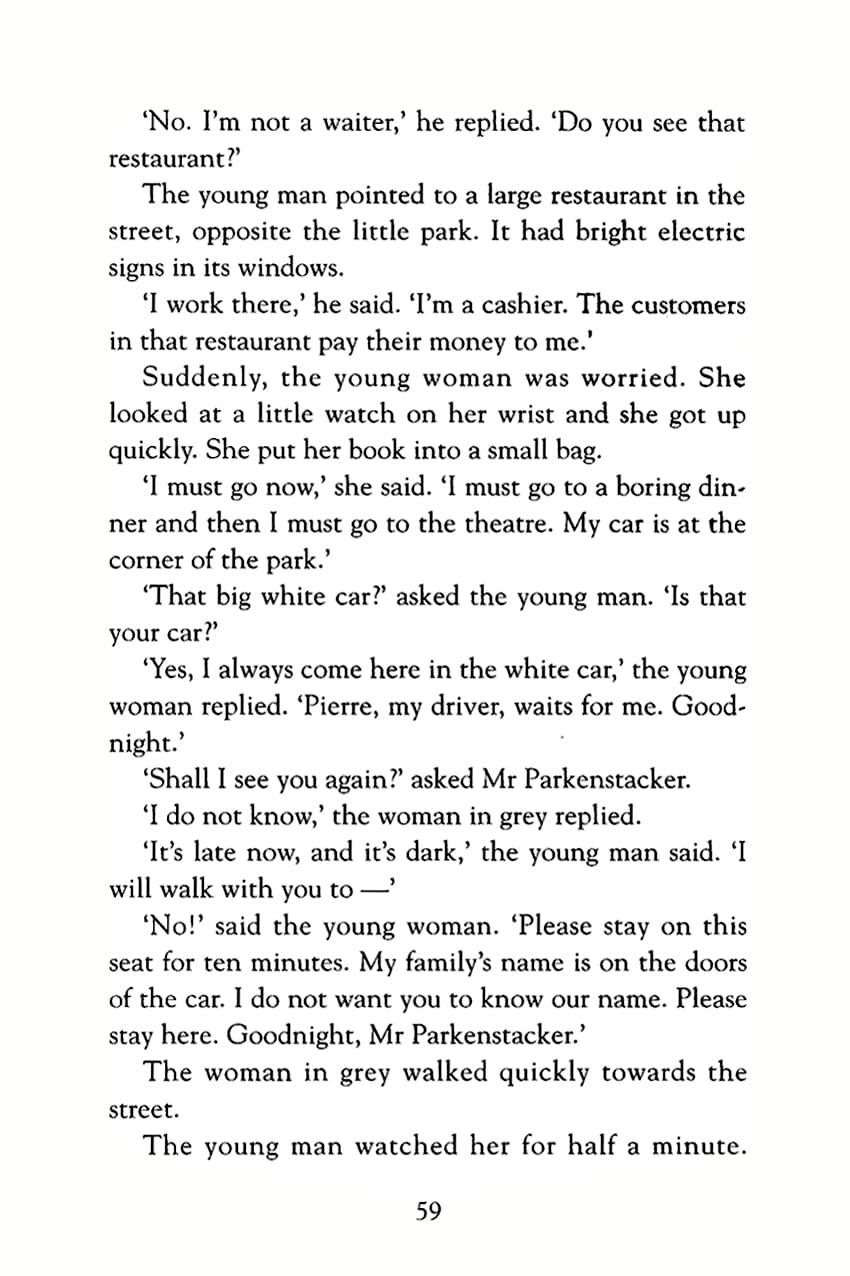 ‘No. I’m not a waiter,’ he replied. ‘Do you see that
restaurant?’
The young man pointed to a large restaurant in the
street, opposite the little park. It had bright electric
signs in its windows.
‘I work there,’ he said. ‘I’m a cashier. The customers
in that restaurant pay their money to me.’
Suddenly, the young woman was worried. She
looked at a little watch on her wrist and she got up
quickly. She put her book into a small bag.
‘I must go now,’ she said. ‘I must go to a boring din-
ner and then I must go to the theatre. My car is at the
corner of the park.’
‘That big white car?’ asked the young man. ‘Is that
your car?’
‘Yes, I always come here in the white car,’ the young
woman replied. ‘Pierre, my driver, waits for me. Good-
night.’
‘Shall I see you again?’ asked Mr Parkenstacker.
‘I do not know,’ the woman in grey replied.
‘It’s late now, and it’s dark,’ the young man said. ‘I
will walk with you to —’
‘No!’ said the young woman. ‘Please stay on this
seat for ten minutes. My family’s name is on the doors
of the car. I do not want you to know our name. Please
stay here. Goodnight, Mr Parkenstacker.’
The woman in grey walked quickly towards the
street.
The young man watched her for half a minute.
59